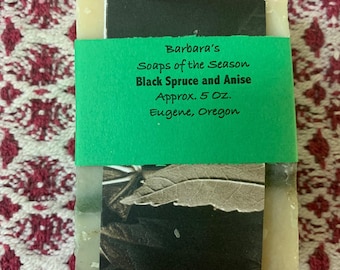 Barbara's
Soaps of the Season
Black Spruce and Anise
Approx. 5 Oz.
Eugene, Oregon